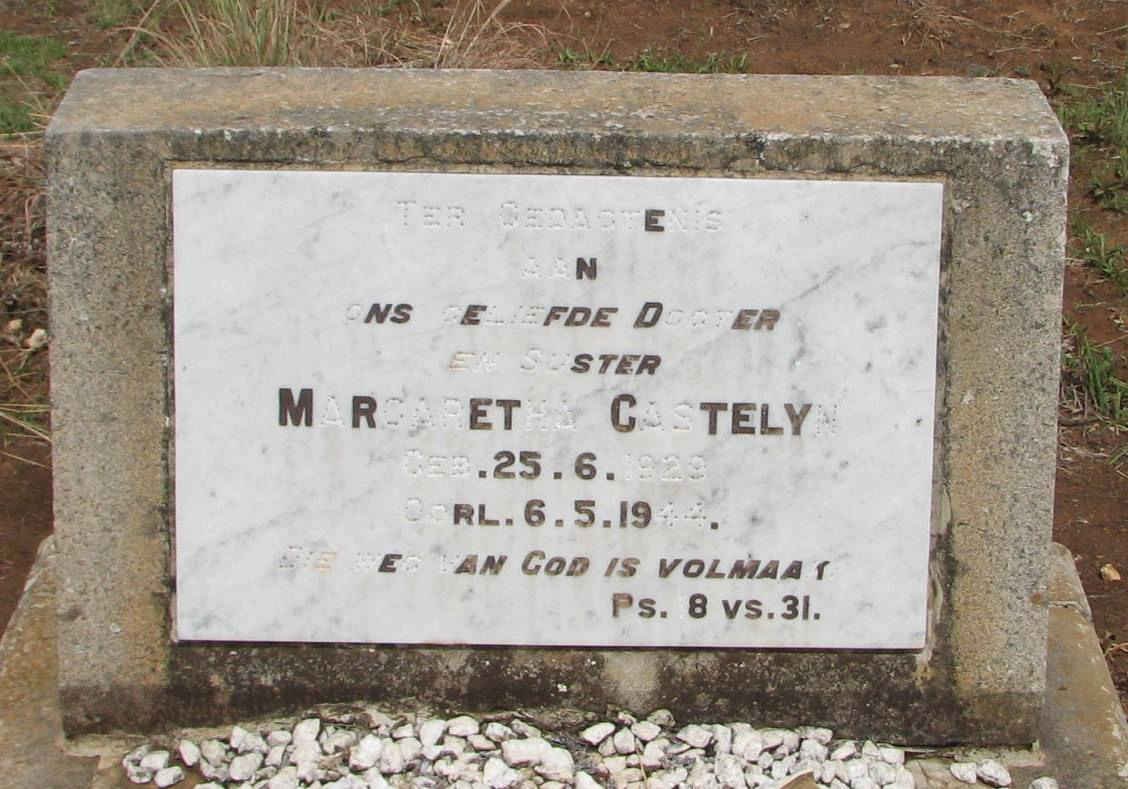 Ter Gedagtenis
aan
ons geliefde Dogter
en Suster
Margaretha Castelyn
Geb. 25.6.1929
Oorl. 6.5.1944.
Die weg van God is volmaak
Ps. 18 vs. 31.